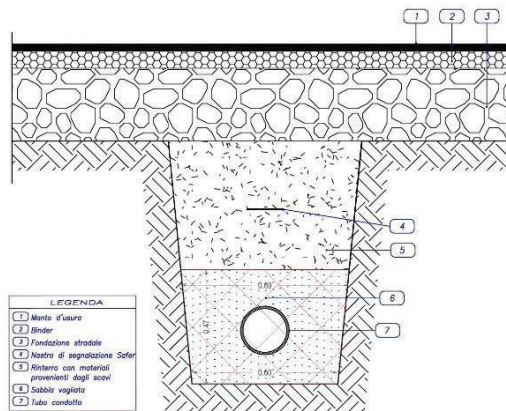 1
2
3
4
5
0.69
6
0.47
7
0.60
LEGENDA
1 Manto d'usura
2 Binder
3 Fondazione stradale
4 Nastro di segnalazione Safer
5 Rinterro con materiali
provenienti dagli scavi
6 Sabbia vagliata
7 Tubo condotta